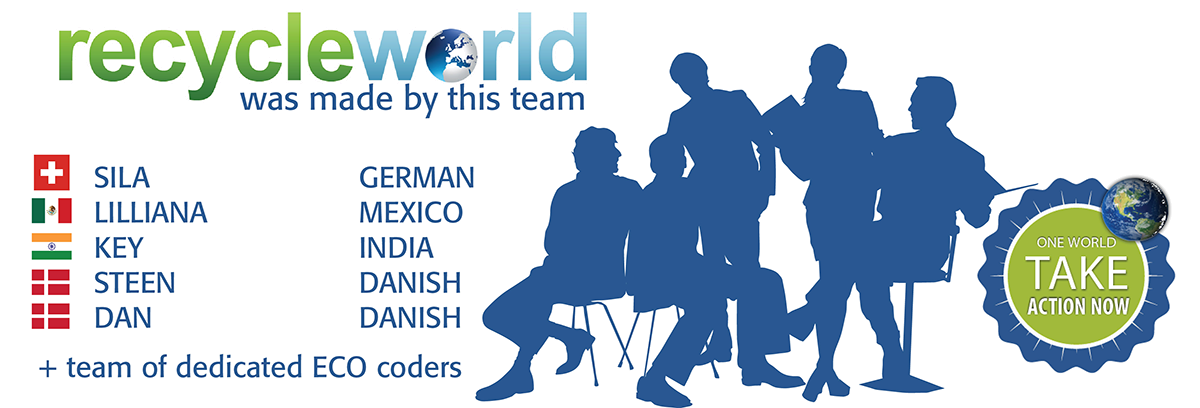 recycleworld
was made by this team
SILA GERMAN
LILLIANA MEXICO
KEY INDIA
STEEN DANISH
DAN DANISH
+ team of dedicated ECO coders
ONE WORLD
TAKE
ACTION NOW